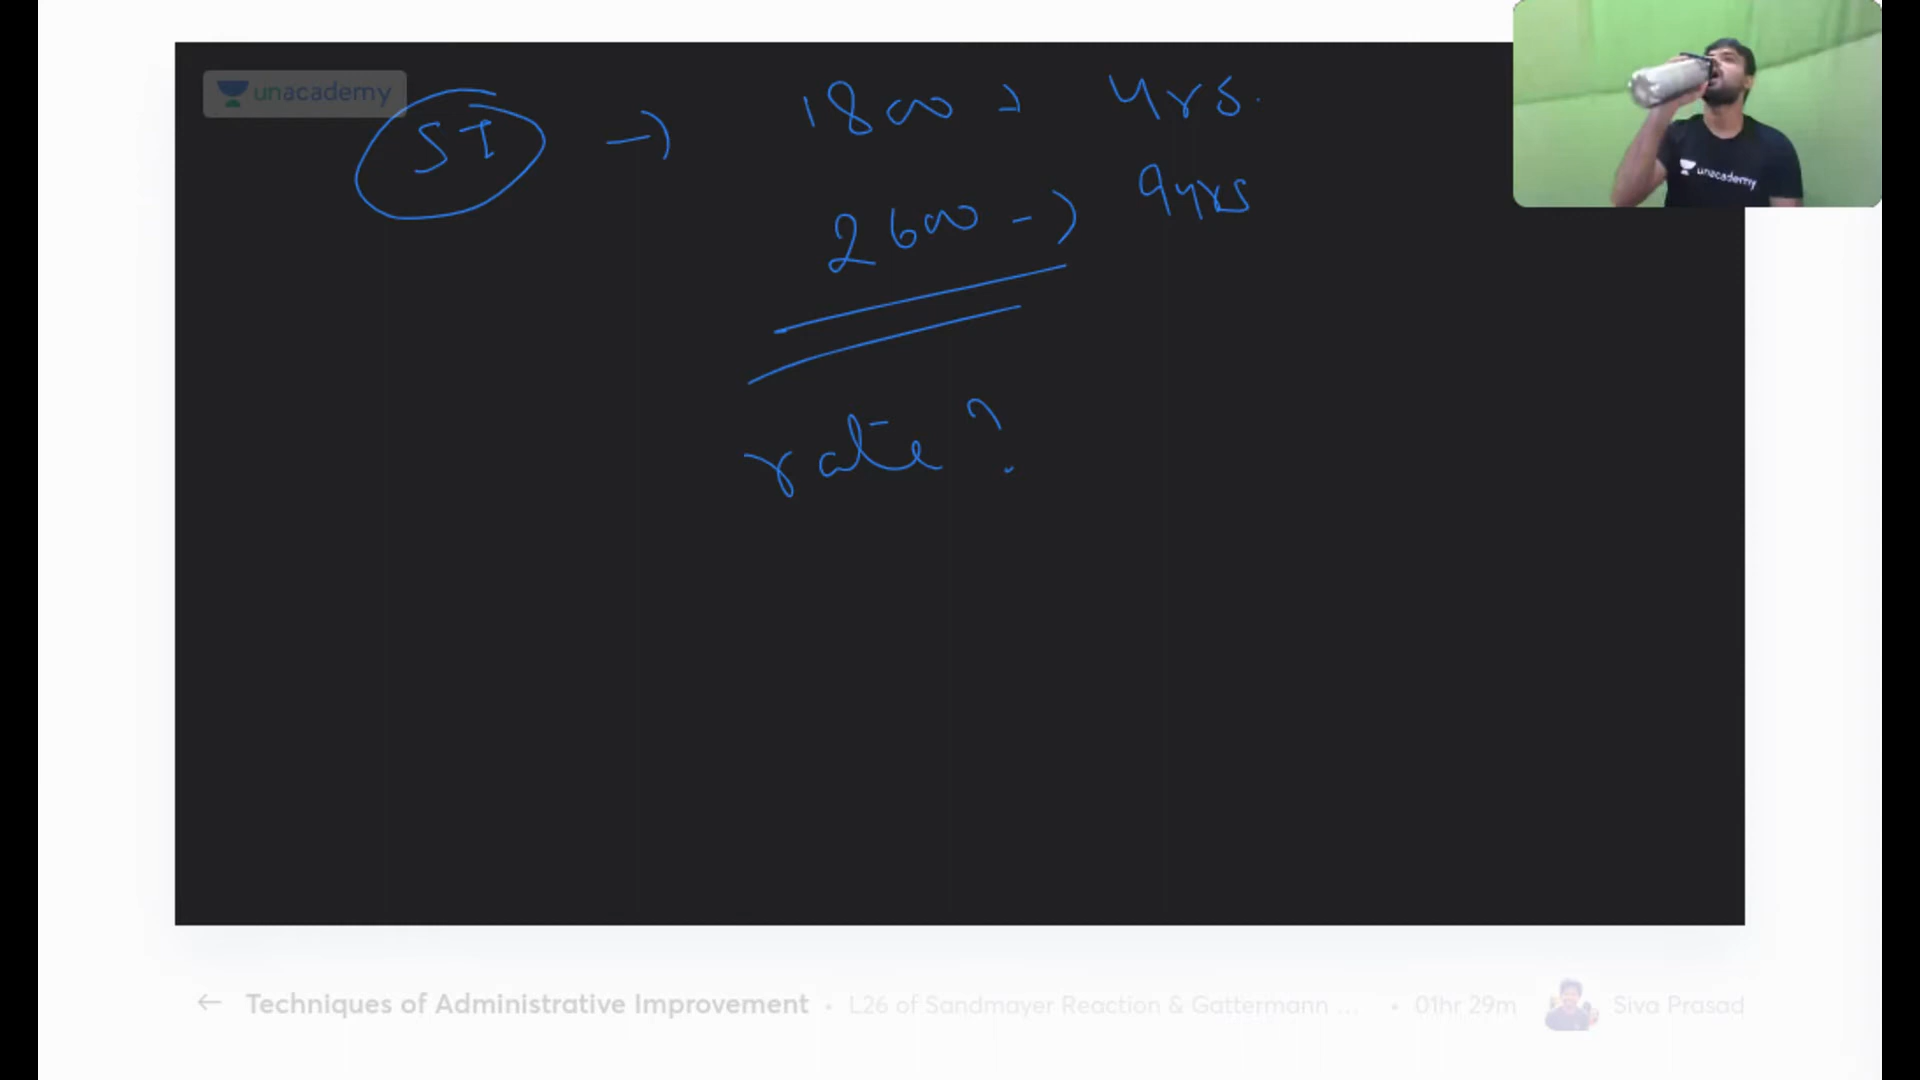 unacademy
SI → 1800 → 4yrs.
2600 → 9yrs
rate?
unacademy
← Techniques of Administrative Improvement • L26 of Sandmayer Reaction & Gattermann ... • 01hr 29m Siva Prasad